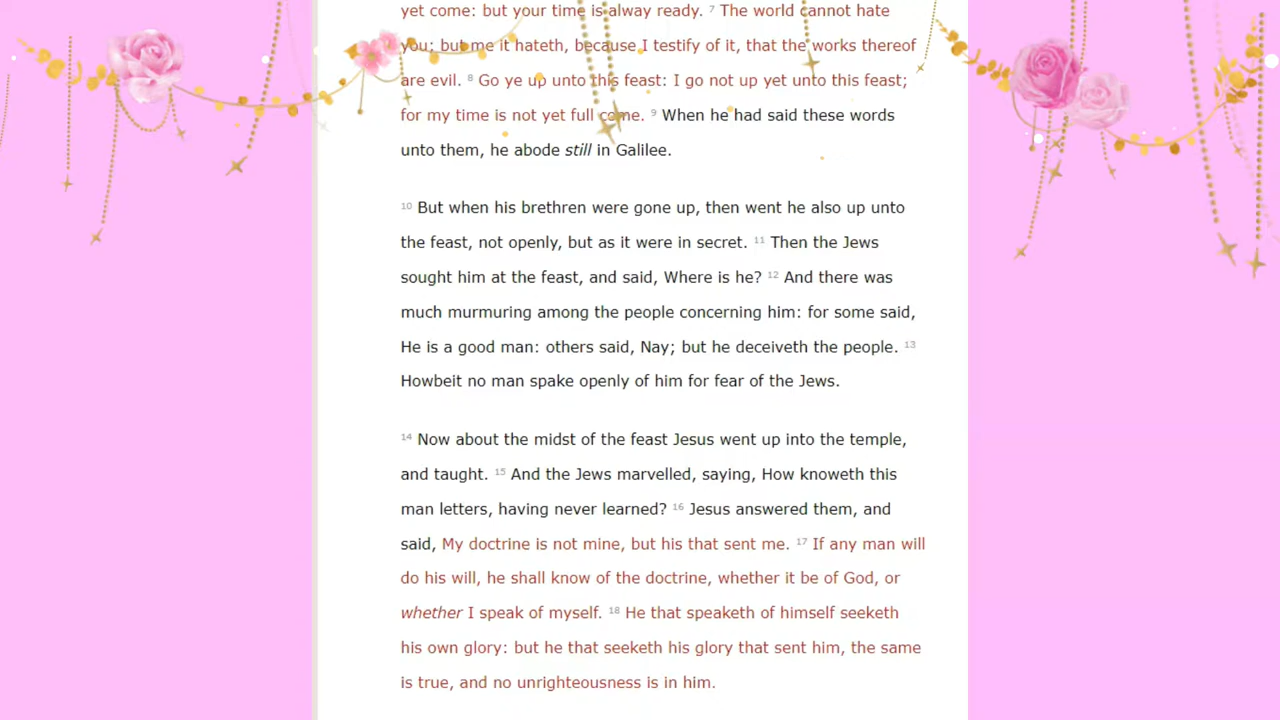 yet come: but your time is alway ready. 7 The world cannot hate
you; but me it hateth, because I testify of it, that the works thereof
are evil. 8 Go ye up unto this feast: I go not up yet unto this feast;
for my time is not yet full come. 9 When he had said these words
unto them, he abode still in Galilee.
10 But when his brethren were gone up, then went he also up unto
the feast, not openly, but as it were in secret. 11 Then the Jews
sought him at the feast, and said, Where is he? 12 And there was
much murmuring among the people concerning him: for some said,
He is a good man: others said, Nay; but he deceiveth the people. 13
Howbeit no man spake openly of him for fear of the Jews.
14 Now about the midst of the feast Jesus went up into the temple,
and taught. 15 And the Jews marvelled, saying, How knoweth this
man letters, having never learned? 16 Jesus answered them, and
said, My doctrine is not mine, but his that sent me. 17 If any man will
do his will, he shall know of the doctrine, whether it be of God, or
whether I speak of myself. 18 He that speaketh of himself seeketh
his own glory: but he that seeketh his glory that sent him, the same
is true, and no unrighteousness is in him.